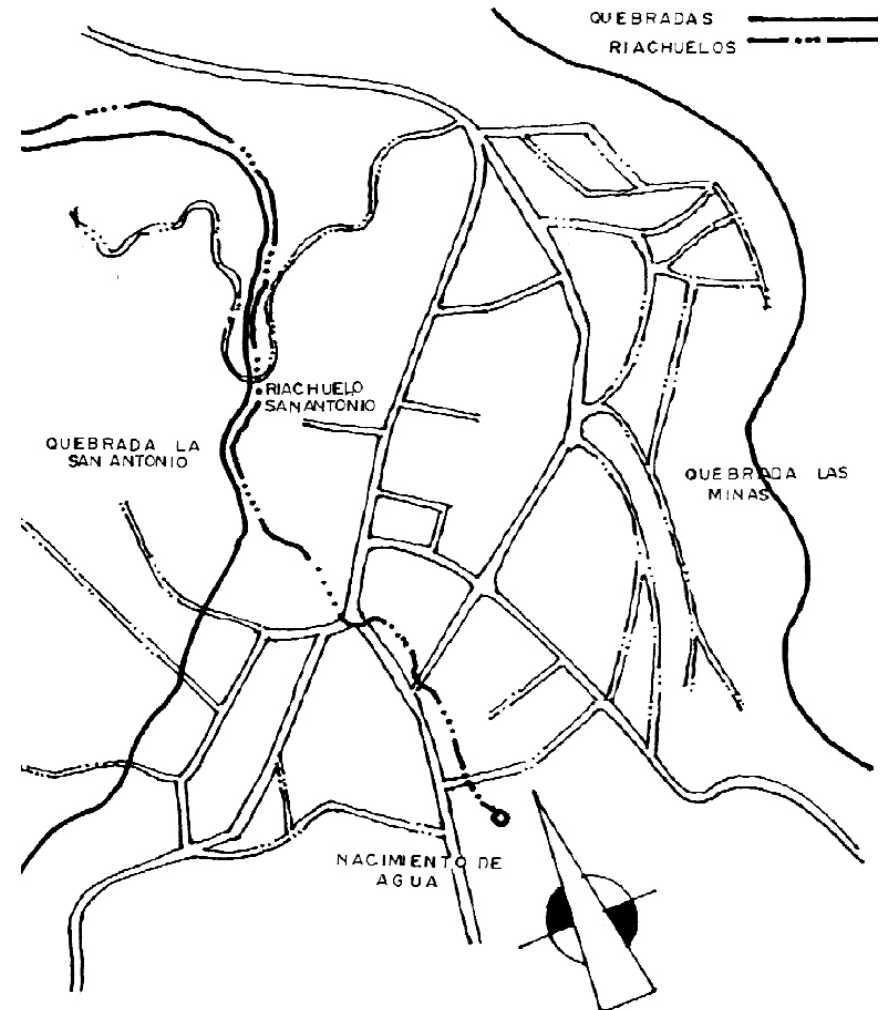 QUEBRADAS
RIACHUELOS
RIACHUELO
SAN ANTONIO
QUEBRADA LA
SAN ANTONIO
QUEBRADA LAS
MINAS
NACIMIENTO DE
AGUA